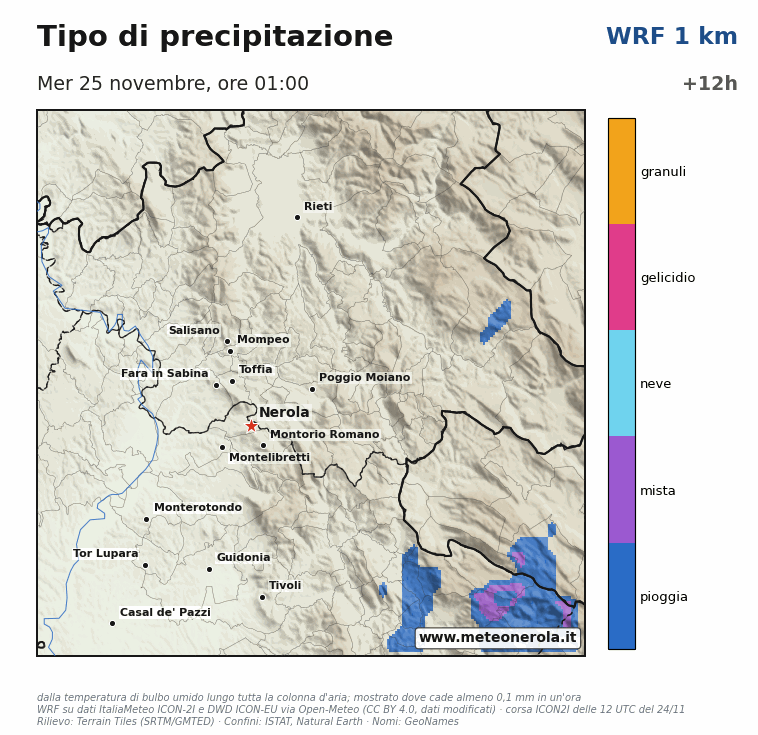 Tipo di precipitazione
WRF 1 km
Mer 25 novembre, ore 01:00
+12h
granuli
gelicidio
neve
mista
pioggia
Rieti
Salisano
Mompeo
Toffia
Fara in Sabina
Poggio Moiano
Nerola
Montorio Romano
Montelibretti
Monterotondo
Tor Lupara
Guidonia
Tivoli
Casal de' Pazzi
www.meteonerola.it
dalla temperatura di bulbo umido lungo tutta la colonna d'aria; mostrato dove cade almeno 0,1 mm in un'ora
WRF su dati ItaliaMeteo ICON-2I e DWD ICON-EU via Open-Meteo (CC BY 4.0, dati modificati) · corsa ICON2I delle 12 UTC del 24/11
Rilievo: Terrain Tiles (SRTM/GMTED) · Confini: ISTAT, Natural Earth · Nomi: GeoNames